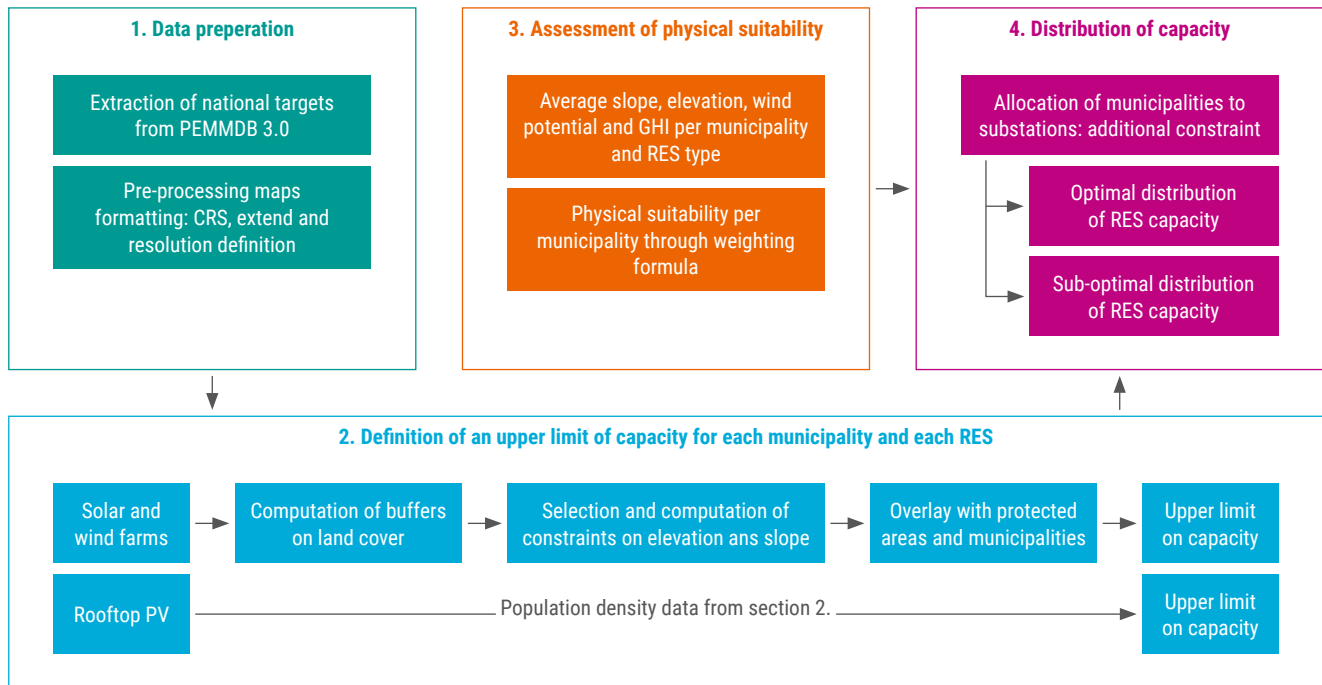 1. Data preperation
Extraction of national targets
from PEMMDB 3.0
Pre-processing maps
formatting: CRS, extend and
resolution definition
3. Assessment of physical suitability
Average slope, elevation, wind
potential and GHI per municipality
and RES type
Physical suitability per
municipality through weighting
formula
4. Distribution of capacity
Allocation of municipalities to
substations: additional constraint
Optimal distribution
of RES capacity
Sub-optimal distribution
of RES capacity
2. Definition of an upper limit of capacity for each municipality and each RES
Solar and
wind farms
Computation of buffers
on land cover
Selection and computation of
constraints on elevation ans slope
Overlay with protected
areas and municipalities
Upper limit
on capacity
Rooftop PV
Population density data from section 2.
Upper limit
on capacity